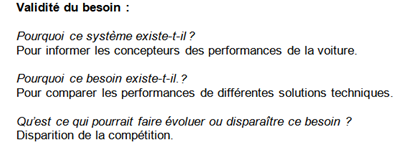 Validité du besoin :
Pourquoi ce système existe-t-il ?
Pour informer les concepteurs des performances de la voiture.
Pourquoi ce besoin existe-t-il. ?
Pour comparer les performances de différentes solutions techniques.
Qu'est ce qui pourrait faire évoluer ou disparaître ce besoin ?
Disparition de la compétition.